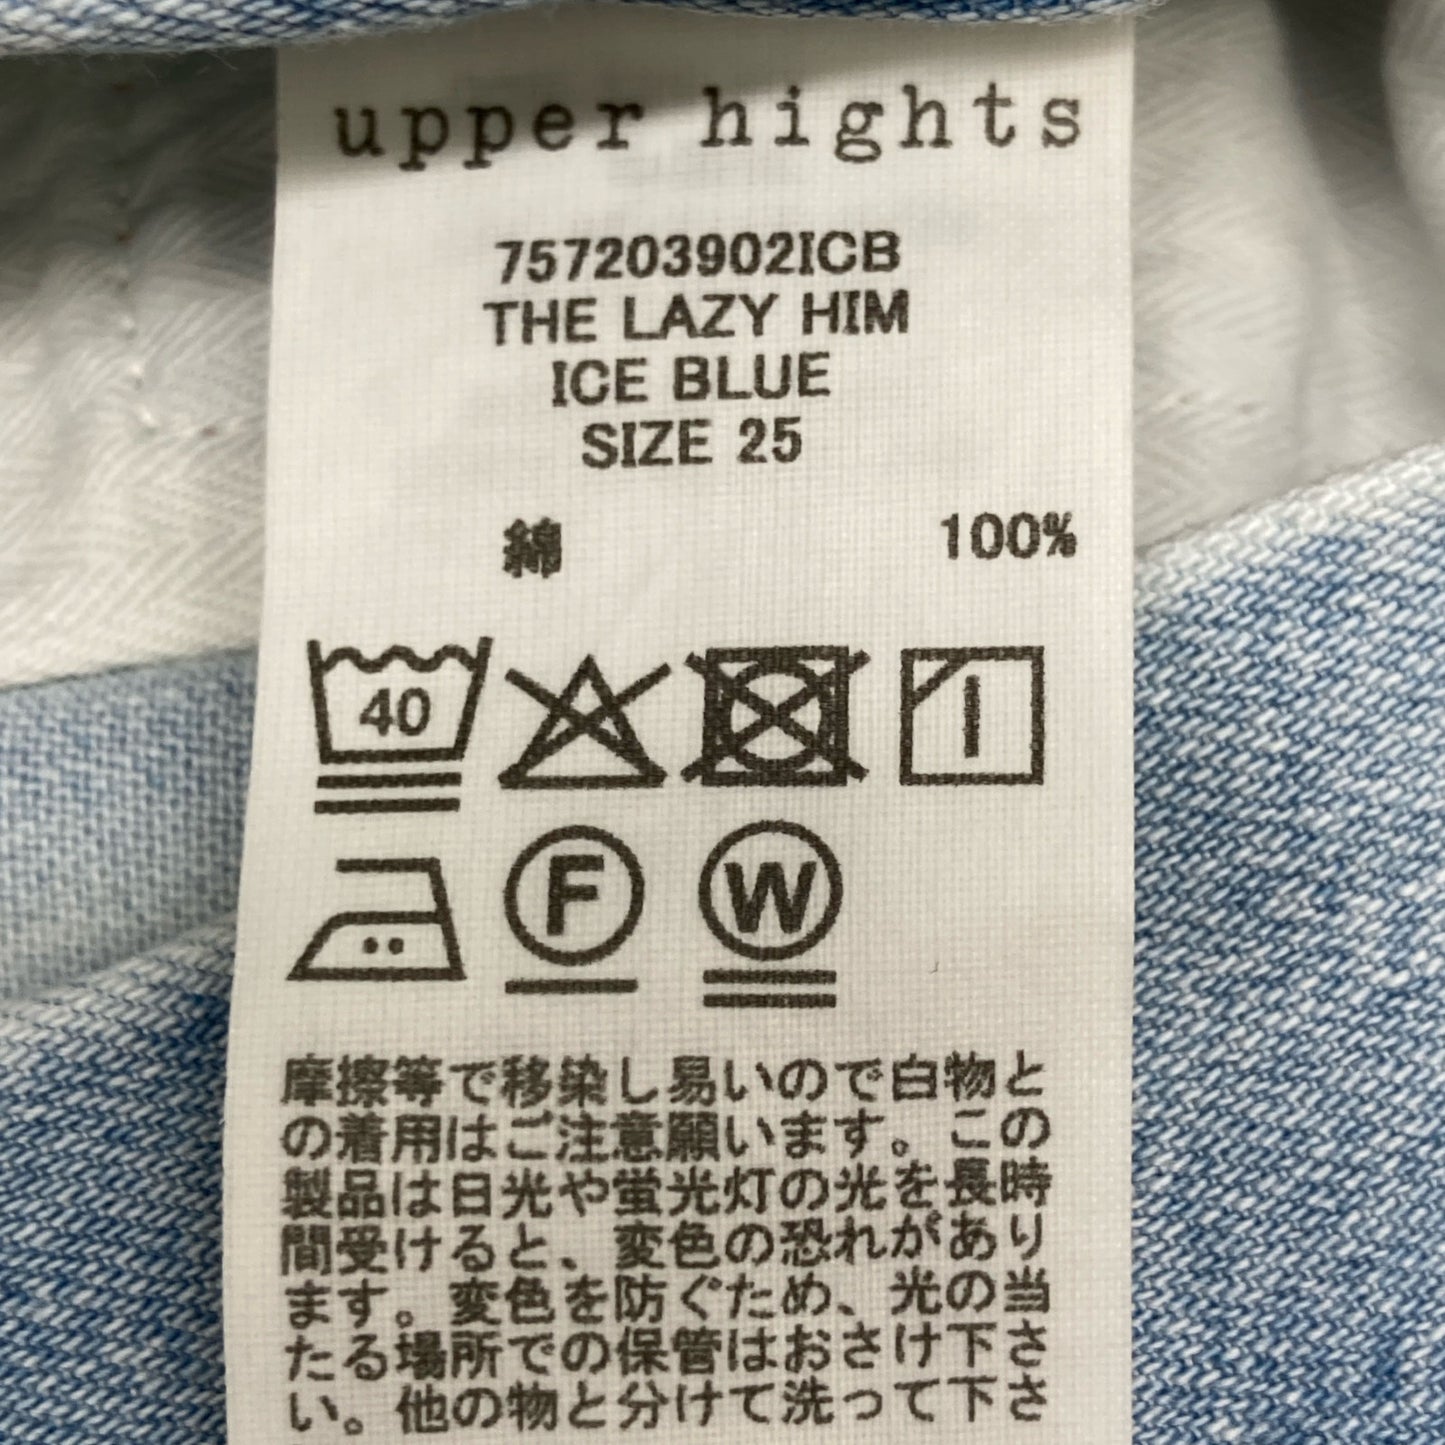 upper hights
757203902ICB
THE LAZY HIM
ICE BLUE
SIZE 25
綿 100%
40
F W
摩擦等で移染し易いので白物と
の着用はご注意願います。この
製品は日光や蛍光灯の光を長時
間受けると、変色の恐れがあり
ます。変色を防ぐため、光の当
たる場所での保管はおさけ下さ
い。他の物と分けて洗って下さ